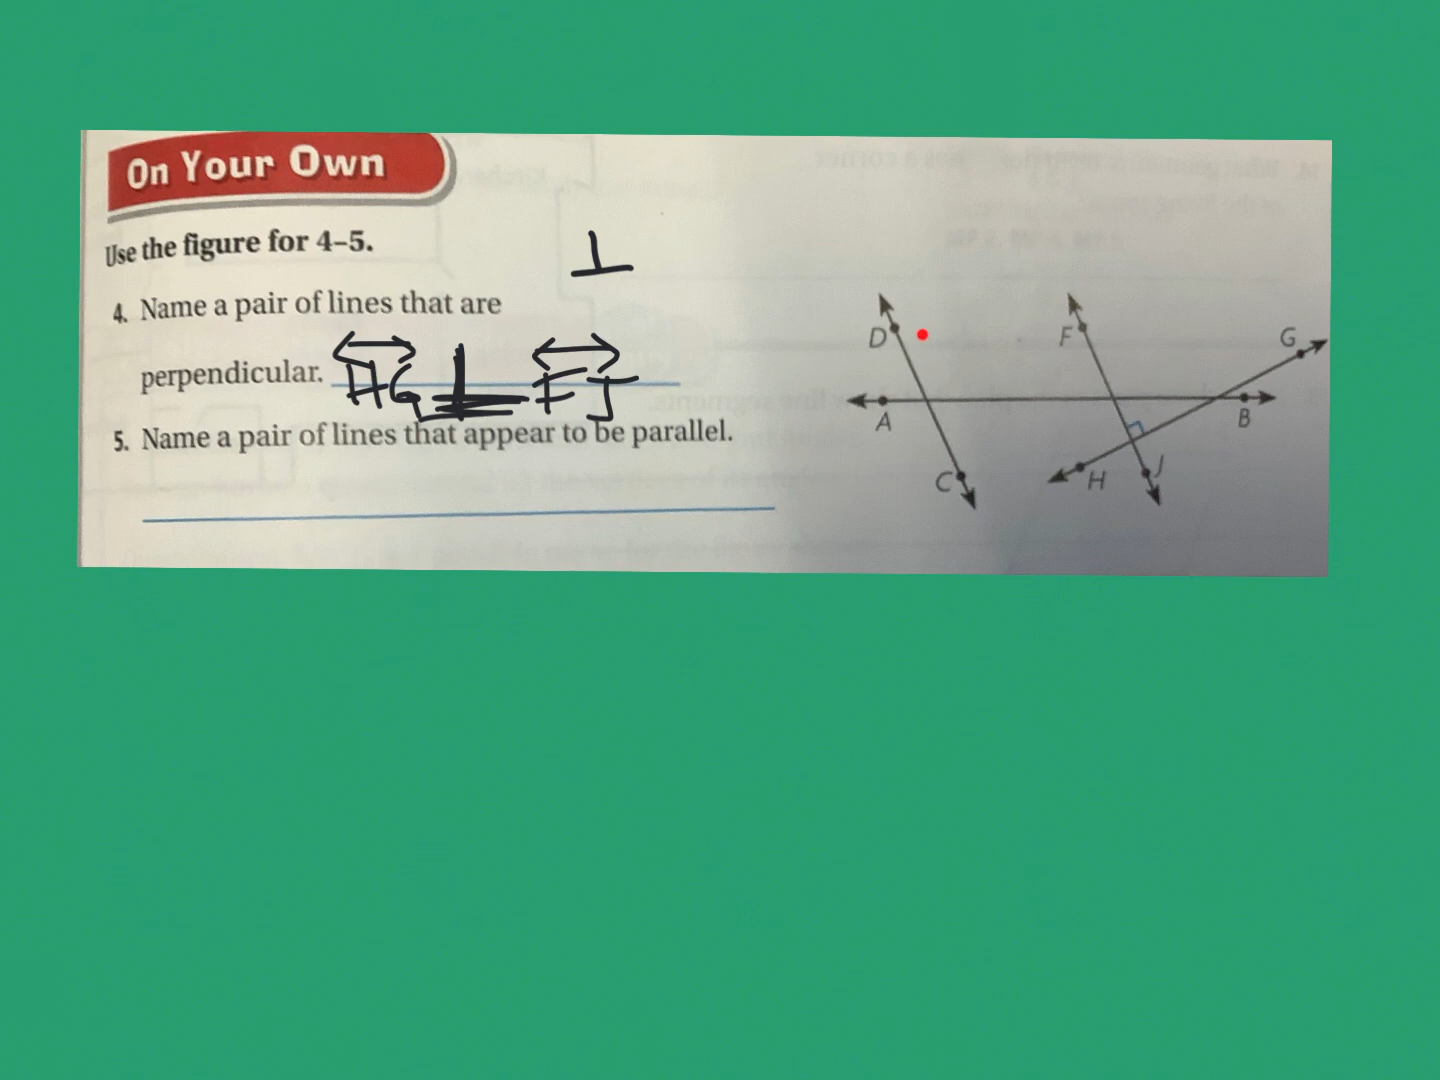 On Your Own
Use the figure for 4–5.
⊥
4. Name a pair of lines that are
perpendicular. HG ⊥ FJ
5. Name a pair of lines that appear to be parallel.
D
F
G
A
B
C
H
J